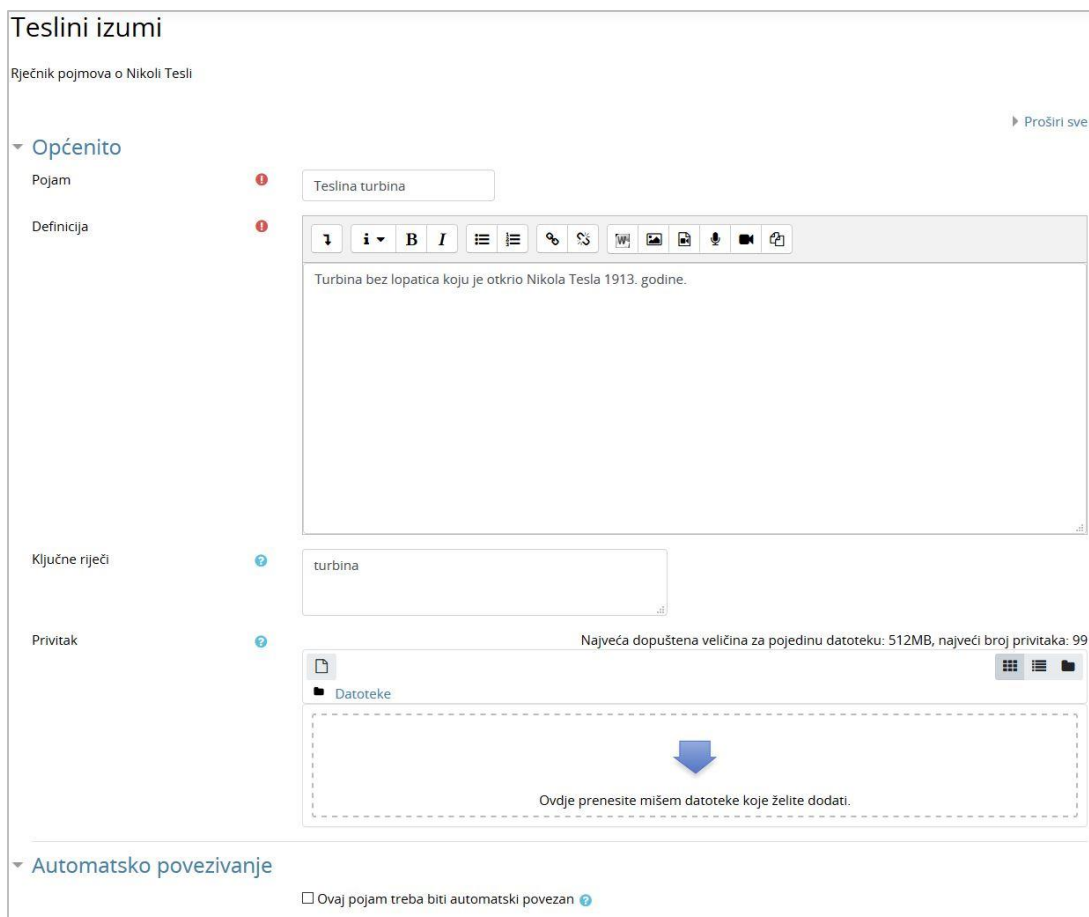 Teslini izumi
Rječnik pojmova o Nikoli Tesli
Proširi sve
Općenito
Pojam
Teslina turbina
Definicija
i B I
Turbina bez lopatica koju je otkrio Nikola Tesla 1913. godine.
Ključne riječi
turbina
Privitak
Najveća dopuštena veličina za pojedinu datoteku: 512MB, najveći broj privitaka: 99
Datoteke
Ovdje prenesite mišem datoteke koje želite dodati.
Automatsko povezivanje
Ovaj pojam treba biti automatski povezan